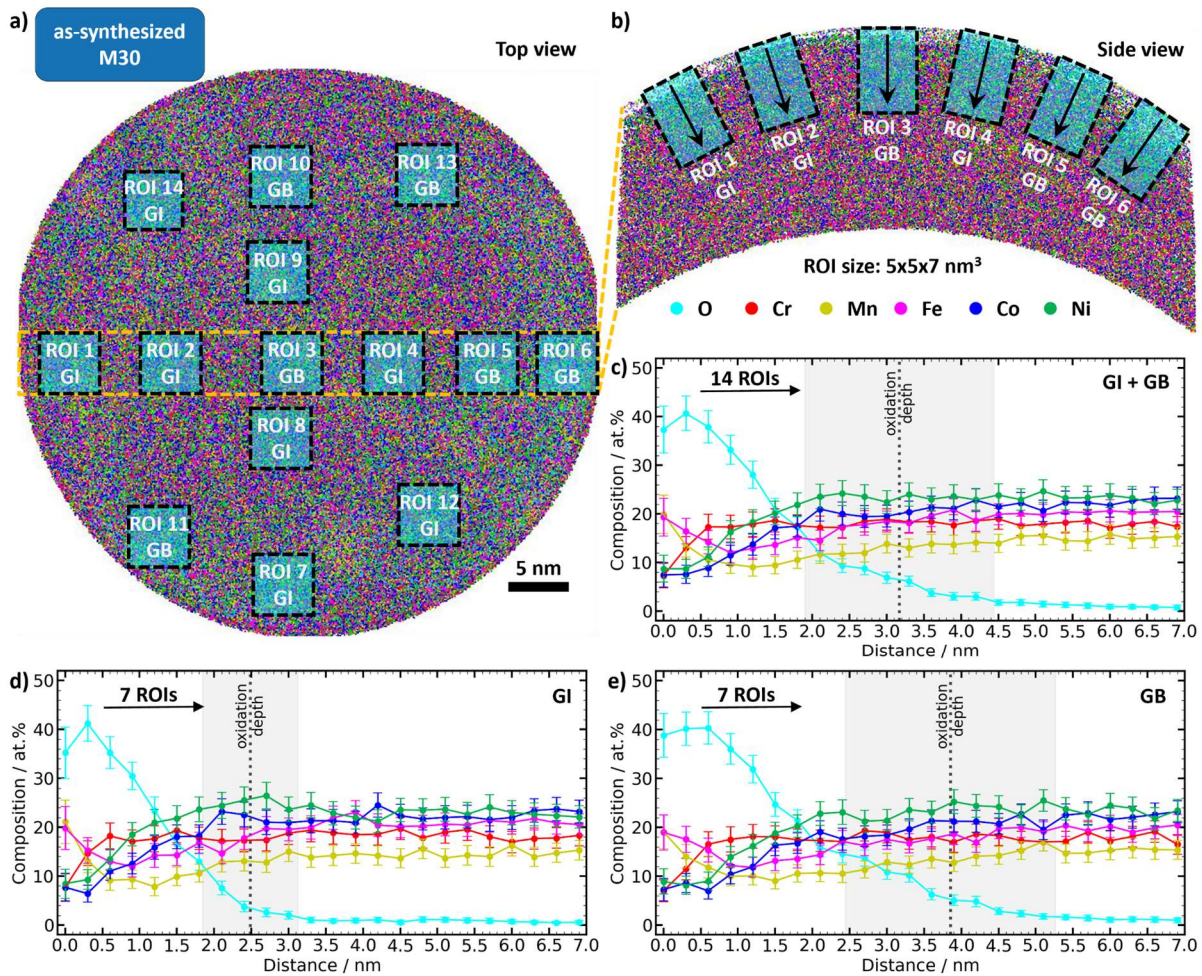 a)
as-synthesized
M30
Top view
ROI 14
GI
ROI 10
GB
ROI 13
GB
ROI 9
GI
ROI 1
GI
ROI 2
GI
ROI 3
GB
ROI 4
GI
ROI 5
GB
ROI 6
GB
ROI 8
GI
ROI 11
GB
ROI 12
GI
ROI 7
GI
5 nm
b)
Side view
ROI 1
GI
ROI 2
GI
ROI 3
GB
ROI 4
GI
ROI 5
GB
ROI 6
GB
ROI size: 5x5x7 nm³
O Cr Mn Fe Co Ni
c)
14 ROIs
GI + GB
oxidation
depth
Composition / at.%
50
40
30
20
10
0
0.0 0.5 1.0 1.5 2.0 2.5 3.0 3.5 4.0 4.5 5.0 5.5 6.0 6.5 7.0
Distance / nm
d)
7 ROIs
GI
oxidation
depth
Composition / at.%
50
40
30
20
10
0
0.0 0.5 1.0 1.5 2.0 2.5 3.0 3.5 4.0 4.5 5.0 5.5 6.0 6.5 7.0
Distance / nm
e)
7 ROIs
GB
oxidation
depth
Composition / at.%
50
40
30
20
10
0
0.0 0.5 1.0 1.5 2.0 2.5 3.0 3.5 4.0 4.5 5.0 5.5 6.0 6.5 7.0
Distance / nm